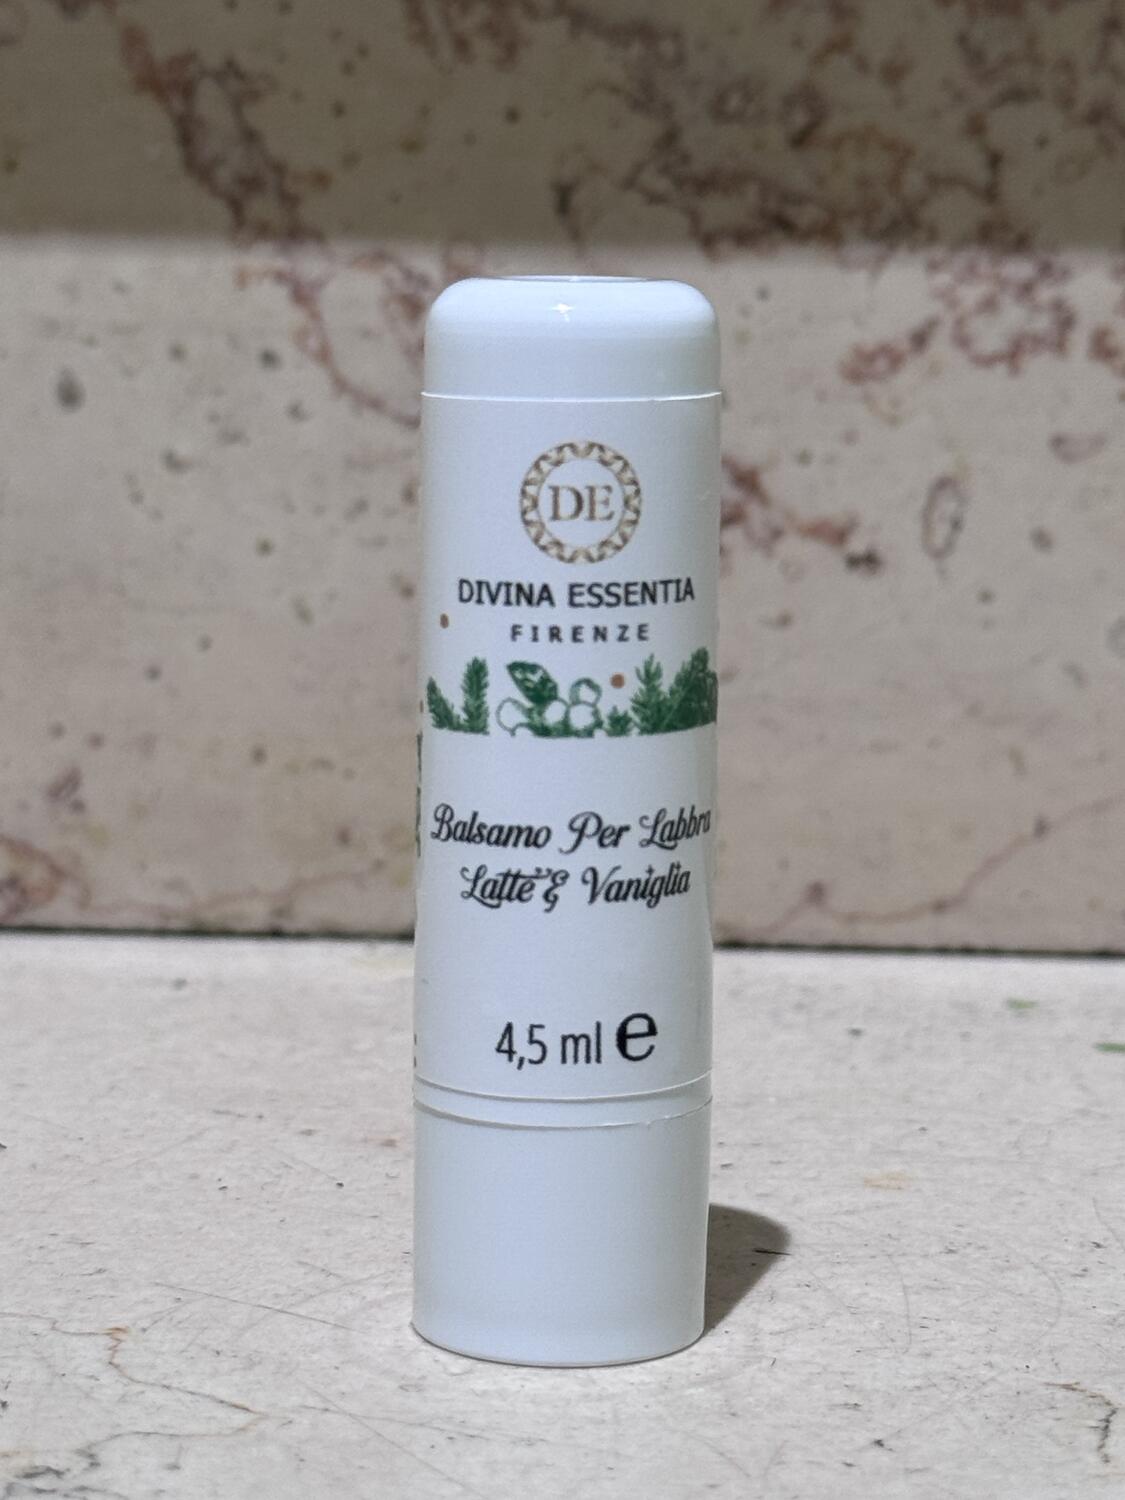 DE
DIVINA ESSENTIA
FIRENZE
Balsamo Per Labbra
Latte & Vaniglia
4,5 ml e